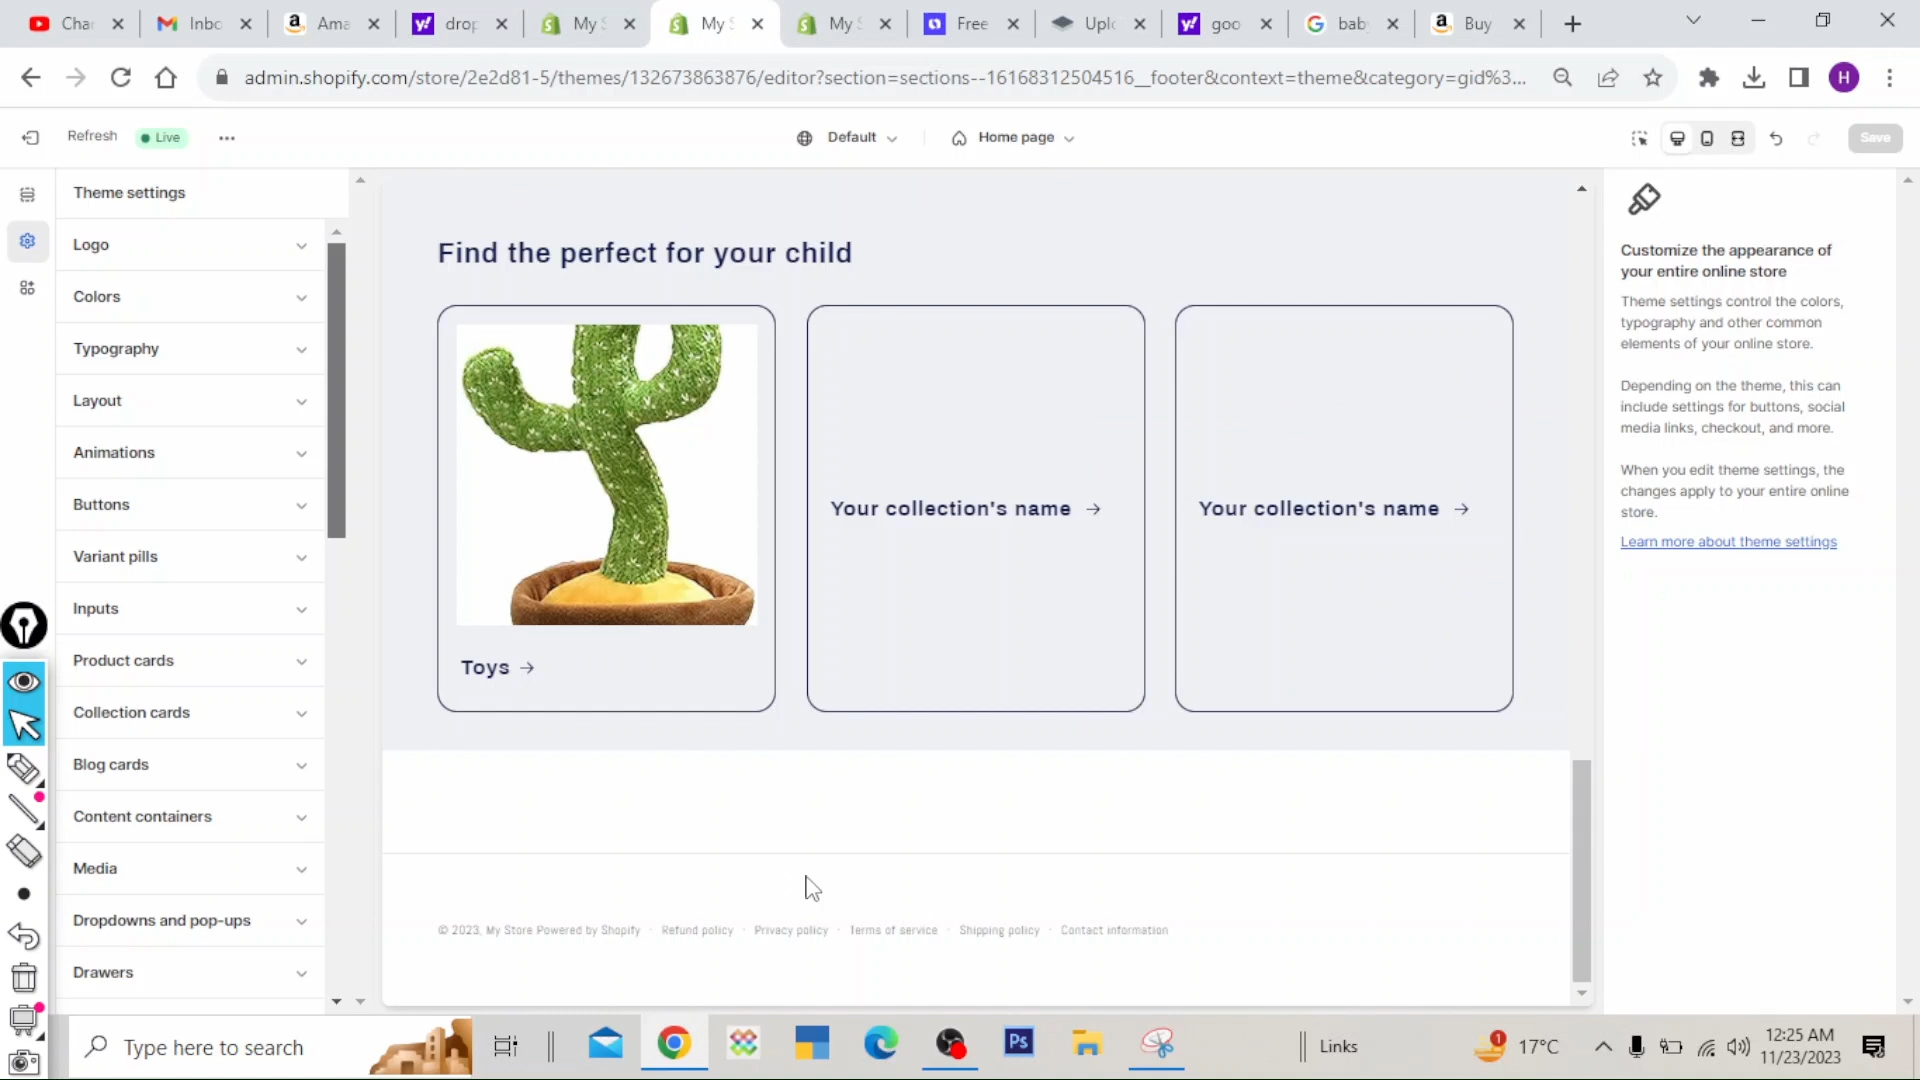 Cha
Inbo
Ama
drop
My S
My S
My S
Free
Uplo
goo
bab
Buy
admin.shopify.com/store/2e2d81-5/themes/132673863876/editor?section=sections--16168312504516__footer&context=theme&category=gid%3...
H
Refresh
Live
Default
Home page
Save
Theme settings
Logo
Colors
Typography
Layout
Animations
Buttons
Variant pills
Inputs
Product cards
Collection cards
Blog cards
Content containers
Media
Dropdowns and pop-ups
Drawers
Find the perfect for your child
Toys →
Your collection's name →
Your collection's name →
© 2023, My Store Powered by Shopify · Refund policy · Privacy policy · Terms of service · Shipping policy · Contact information
Customize the appearance of
your entire online store
Theme settings control the colors,
typography and other common
elements of your online store.
Depending on the theme, this can
include settings for buttons, social
media links, checkout, and more.
When you edit theme settings, the
changes apply to your entire online
store.
Learn more about theme settings
Type here to search
Ps
Links
1
17°C
12:25 AM
11/23/2023